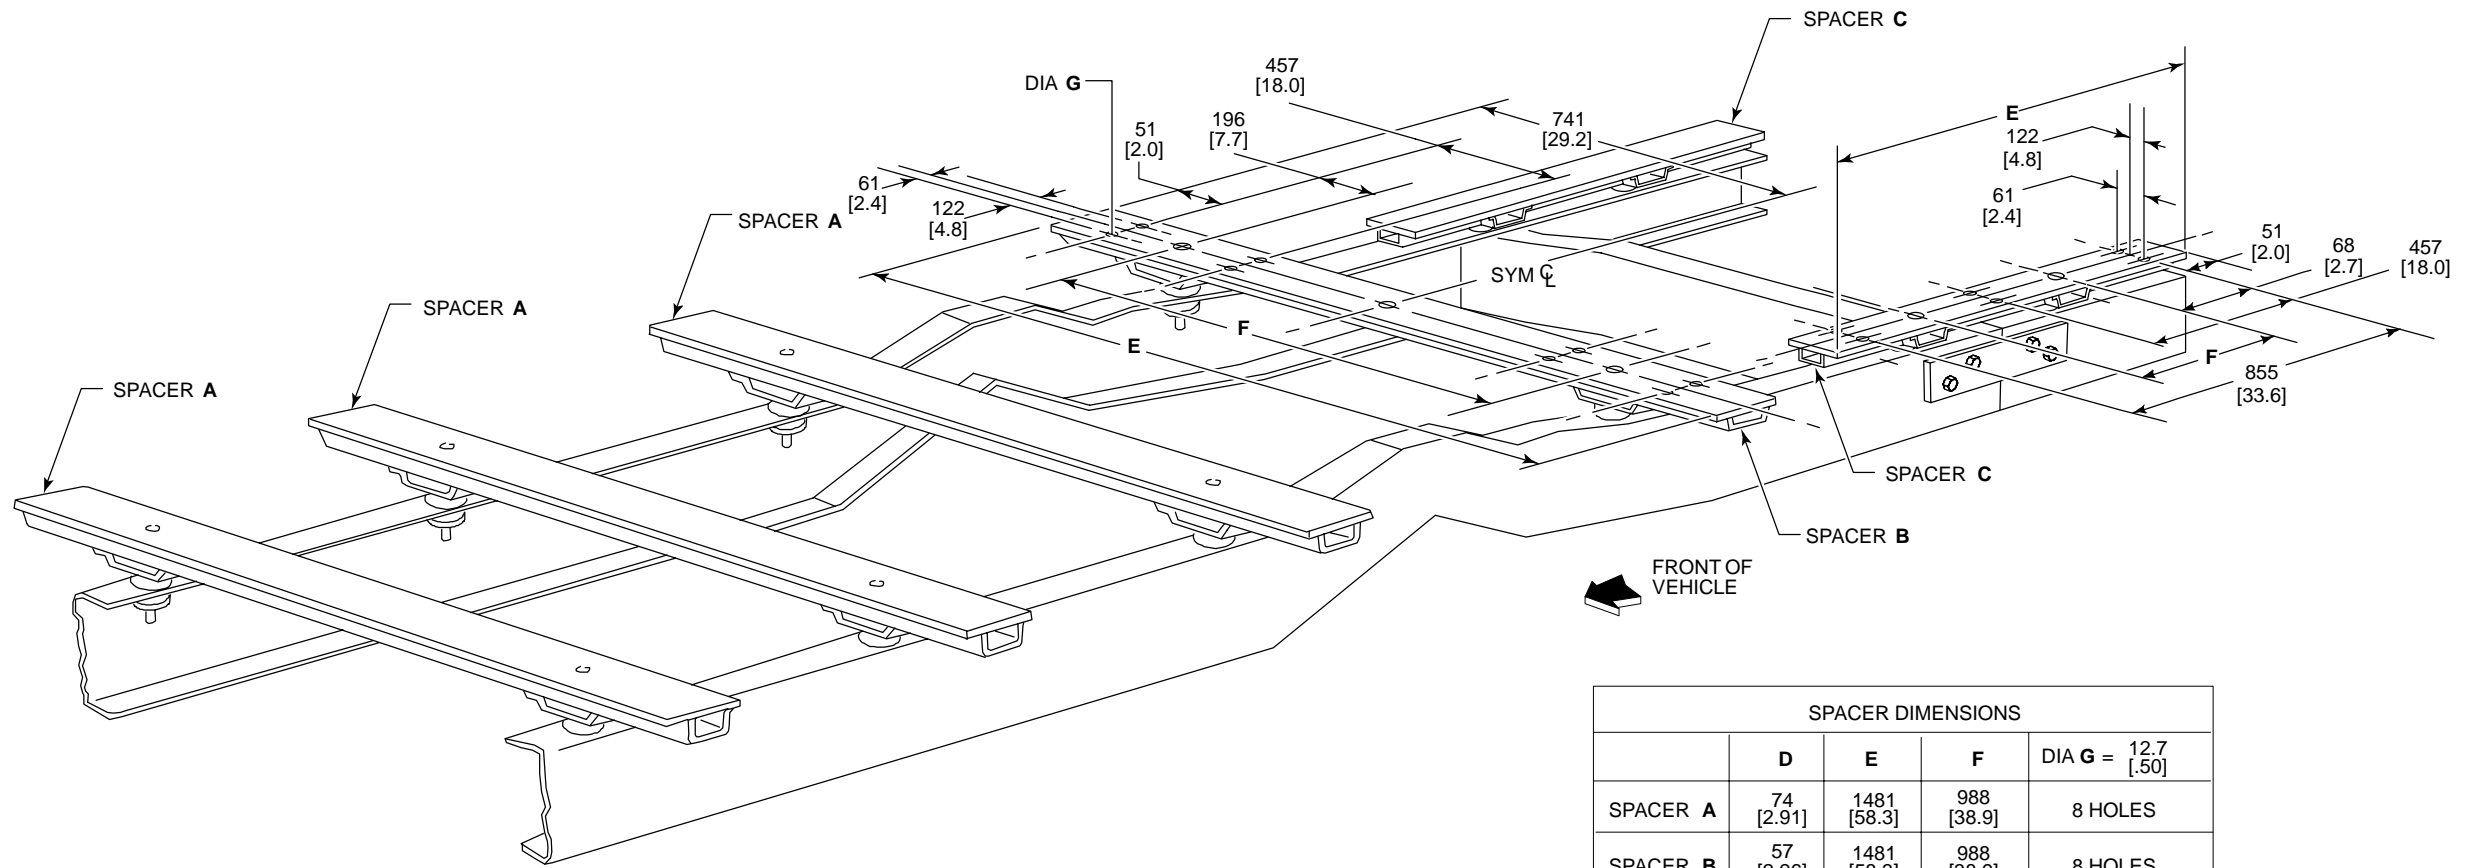 SPACER C
DIA G
457
[18.0]
51
[2.0]
196
[7.7]
741
[29.2]
E
122
[4.8]
61
[2.4]
61
[2.4]
122
[4.8]
SPACER A
51
[2.0]
68
[2.7]
457
[18.0]
SYM CL
SPACER A
F
E
F
855
[33.6]
SPACER A
SPACER C
SPACER B
FRONT OF
VEHICLE
SPACER DIMENSIONS
D E F DIA G = 12.7
[.50]
SPACER A 74 1481 988 8 HOLES
[2.91] [58.3] [38.9]
SPACER B 57 1481 988 8 HOLES